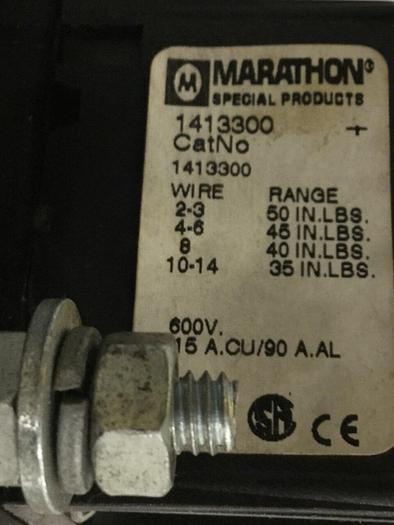 MARATHON®
SPECIAL PRODUCTS
1413300
CatNo
1413300
WIRE RANGE
2-3 50 IN.LBS.
4-6 45 IN.LBS.
8 40 IN.LBS.
10-14 35 IN.LBS.
600V.
15 A.CU/90 A.AL
CE